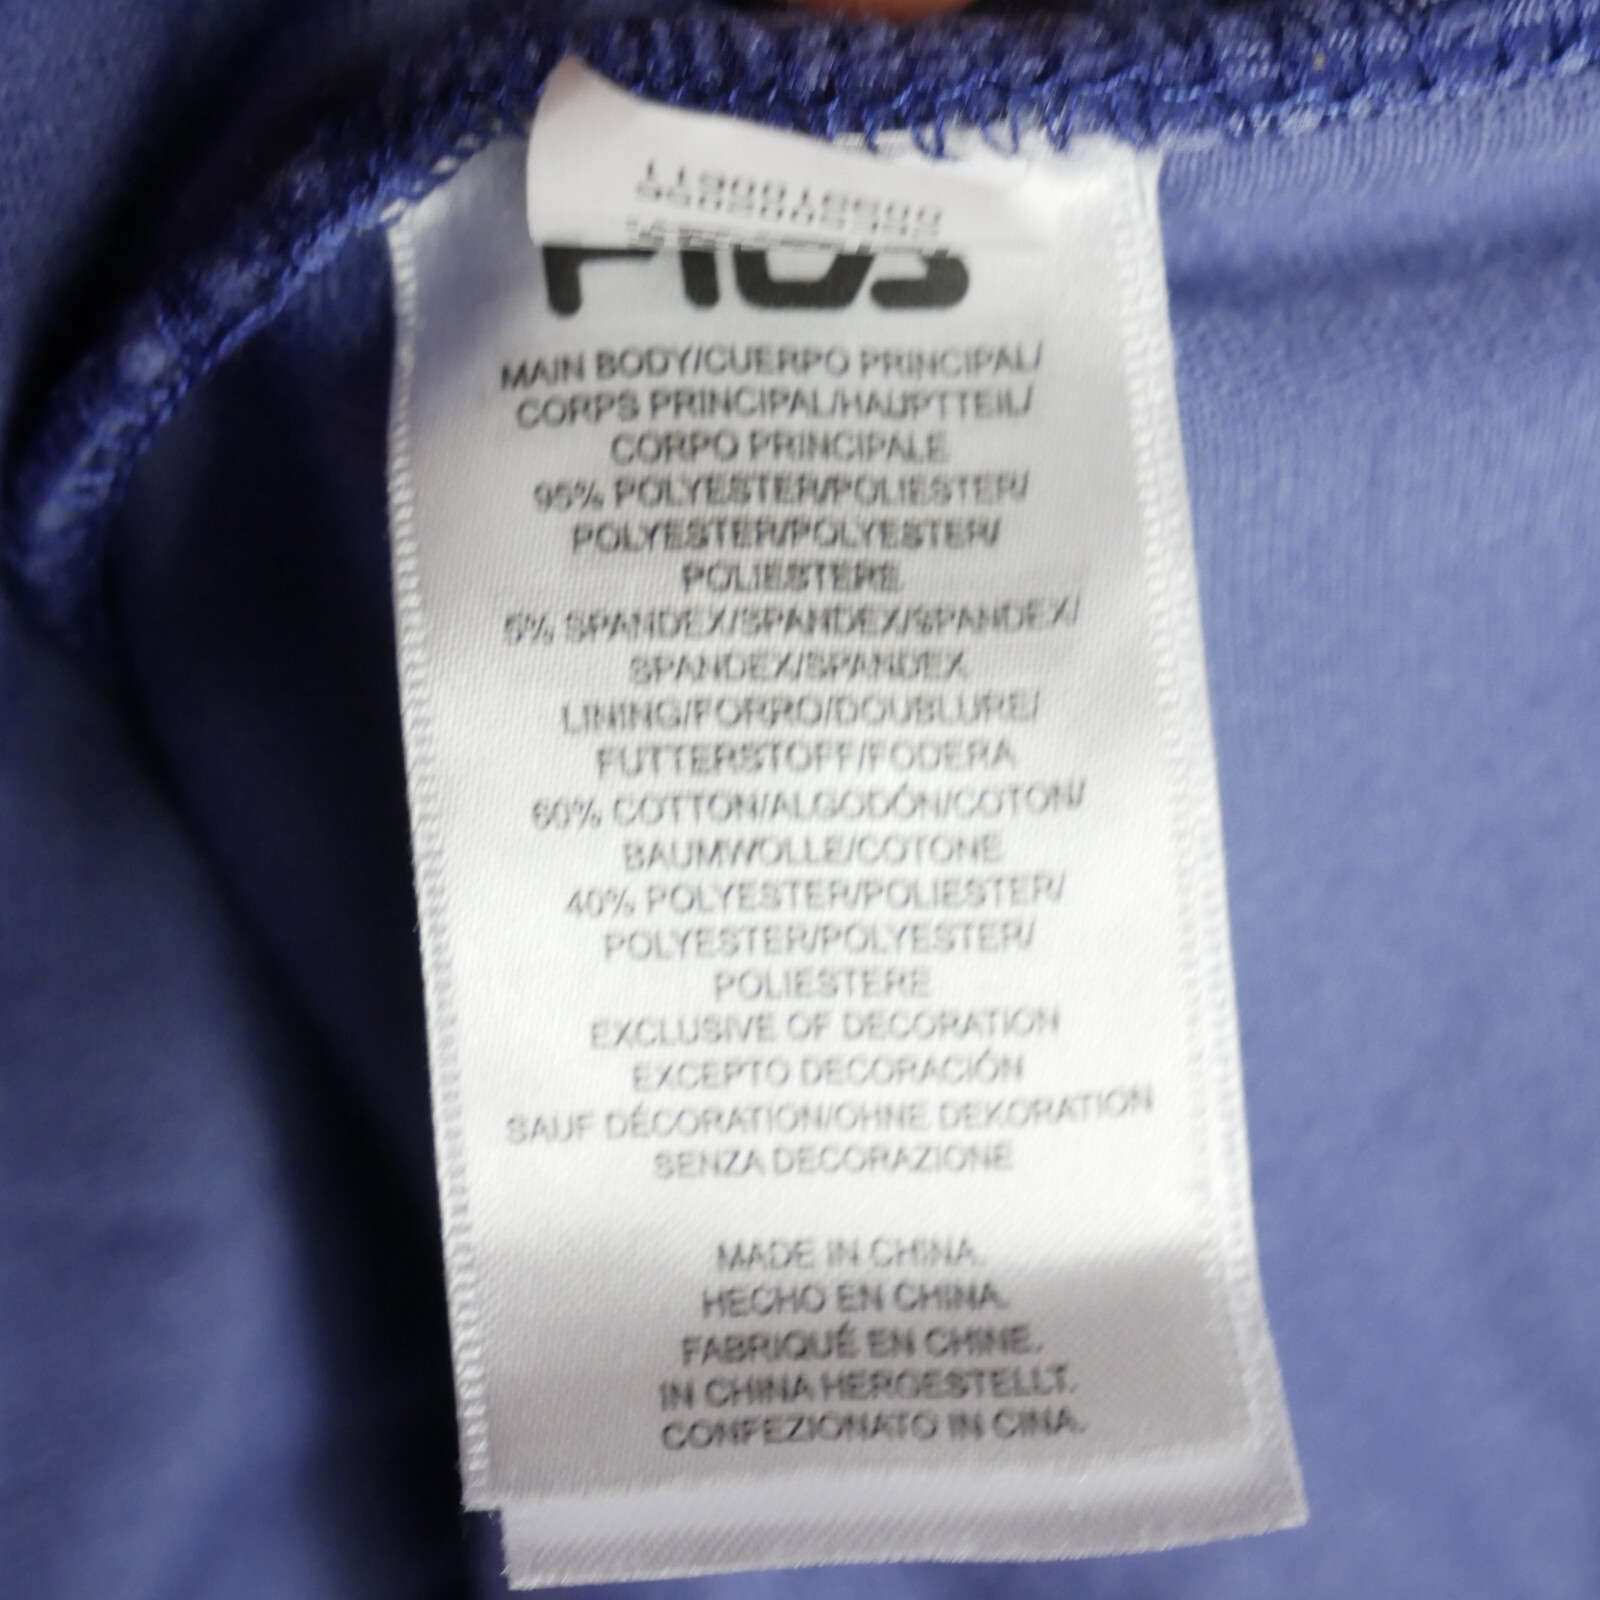 FILA
MAIN BODY/CUERPO PRINCIPAL/
CORPS PRINCIPAL/HAUPTTEIL/
CORPO PRINCIPALE
95% POLYESTER/POLIESTER/
POLYESTER/POLYESTER/
POLIESTERE
5% SPANDEX/SPANDEX/SPANDEX/
SPANDEX/SPANDEX
LINING/FORRO/DOUBLURE/
FUTTERSTOFF/FODERA
60% COTTON/ALGODÓN/COTON/
BAUMWOLLE/COTONE
40% POLYESTER/POLIESTER/
POLYESTER/POLYESTER/
POLIESTERE
EXCLUSIVE OF DECORATION
EXCEPTO DECORACIÓN
SAUF DÉCORATION/OHNE DEKORATION
SENZA DECORAZIONE
MADE IN CHINA.
HECHO EN CHINA.
FABRIQUÉ EN CHINE.
IN CHINA HERGESTELLT.
CONFEZIONATO IN CINA.